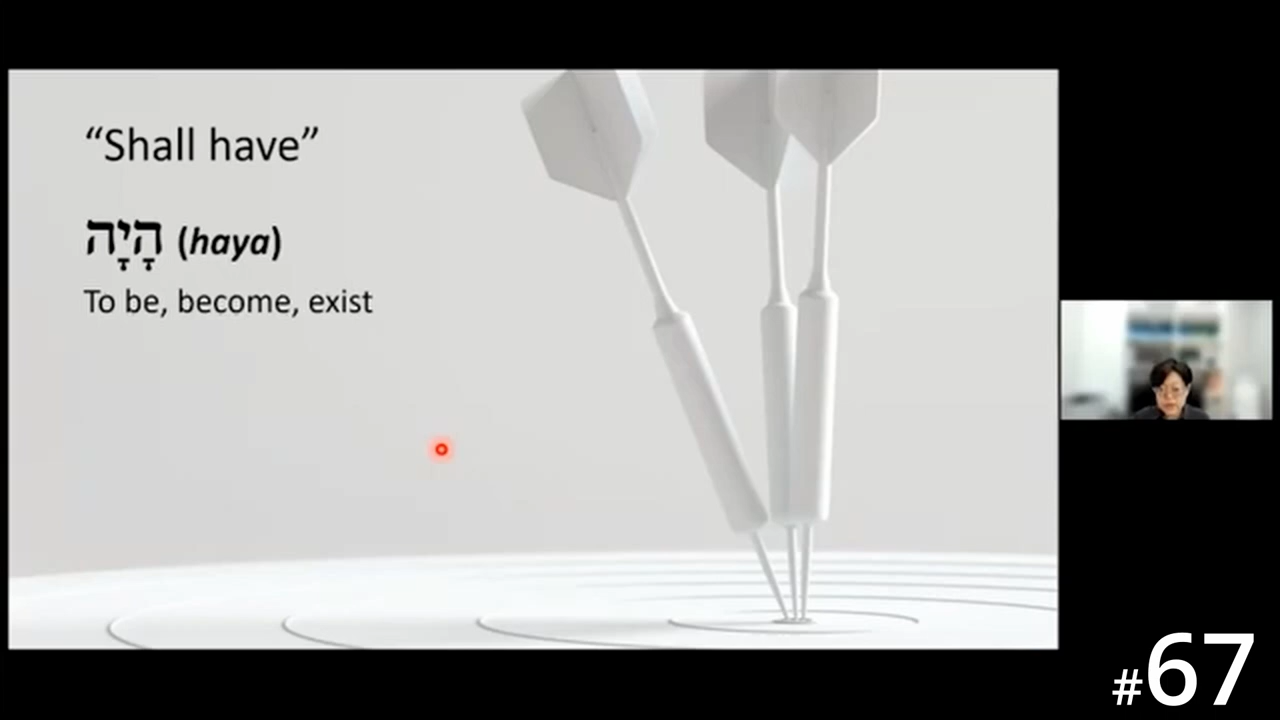 “Shall have”
הָיָה (haya)
To be, become, exist
#67